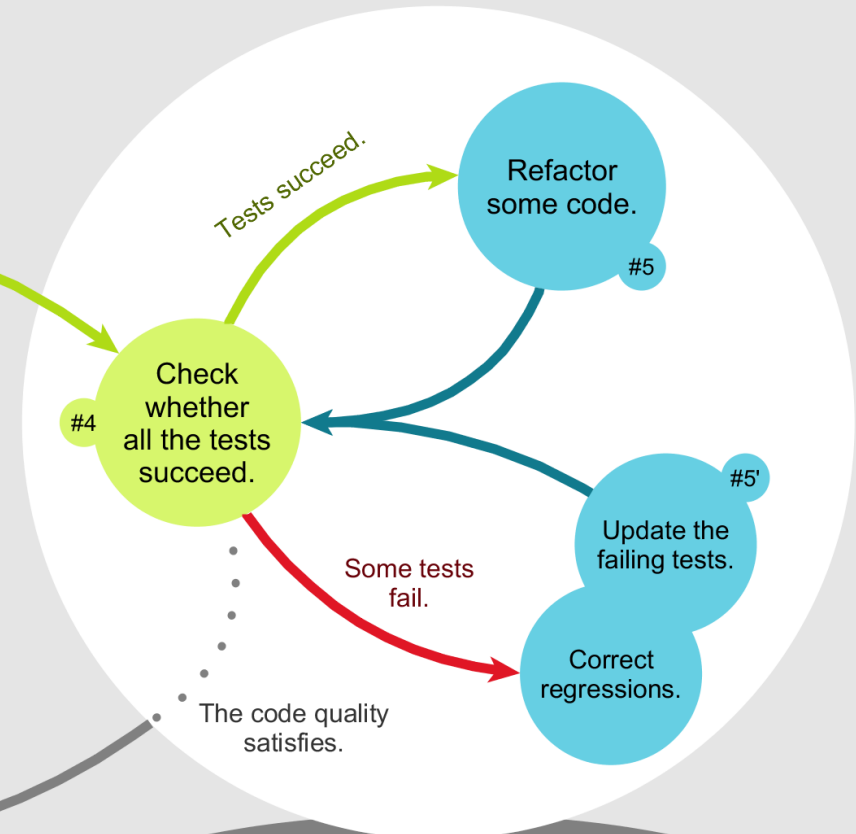 Tests succeed.
Refactor
some code.
#5
Check
whether
all the tests
succeed.
#4
#5'
Update the
failing tests.
Some tests
fail.
Correct
regressions.
The code quality
satisfies.